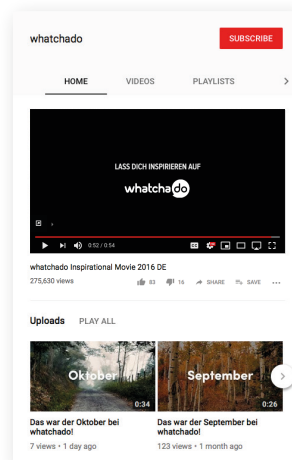 whatchado
SUBSCRIBE
HOME VIDEOS PLAYLISTS
LASS DICH INSPIRIEREN AUF
whatchado
0:52 / 0:54
whatchado Inspirational Movie 2016 DE
275,630 views 83 16 SHARE SAVE
Uploads PLAY ALL
Oktober September
0:34 0:26
Das war der Oktober bei
whatchado!
7 views • 1 day ago
Das war der September bei
whatchado!
123 views • 1 month ago